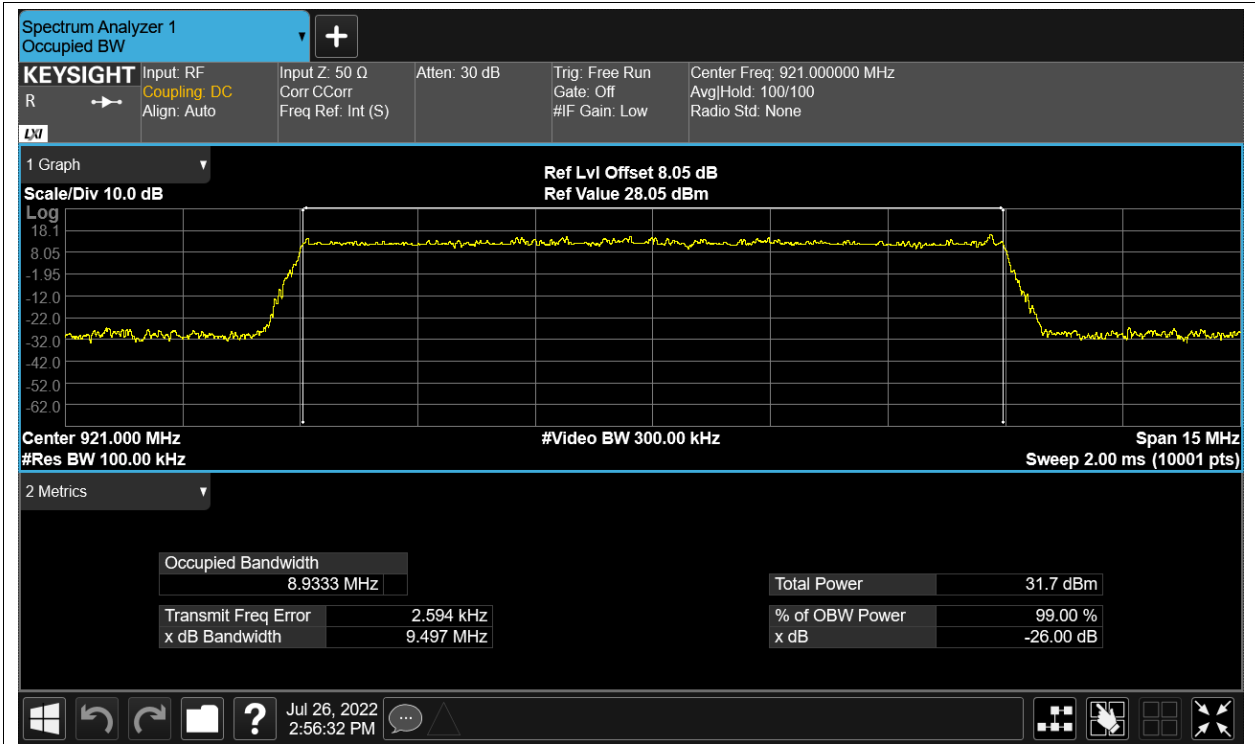 Spectrum Analyzer 1
Occupied BW
KEYSIGHT
R
LXI
Input: RF
Coupling: DC
Align: Auto
Input Z: 50 Ω
Corr CCorr
Freq Ref: Int (S)
Atten: 30 dB
Trig: Free Run
Gate: Off
#IF Gain: Low
Center Freq: 921.000000 MHz
Avg|Hold: 100/100
Radio Std: None
1 Graph
Scale/Div 10.0 dB
Ref Lvl Offset 8.05 dB
Ref Value 28.05 dBm
Log
18.1
8.05
-1.95
-12.0
-22.0
-32.0
-42.0
-52.0
-62.0
Center 921.000 MHz
#Video BW 300.00 kHz
Span 15 MHz
#Res BW 100.00 kHz
Sweep 2.00 ms (10001 pts)
2 Metrics
Occupied Bandwidth
8.9333 MHz
Transmit Freq Error 2.594 kHz
x dB Bandwidth 9.497 MHz
Total Power 31.7 dBm
% of OBW Power 99.00 %
x dB -26.00 dB
?
Jul 26, 2022
2:56:32 PM